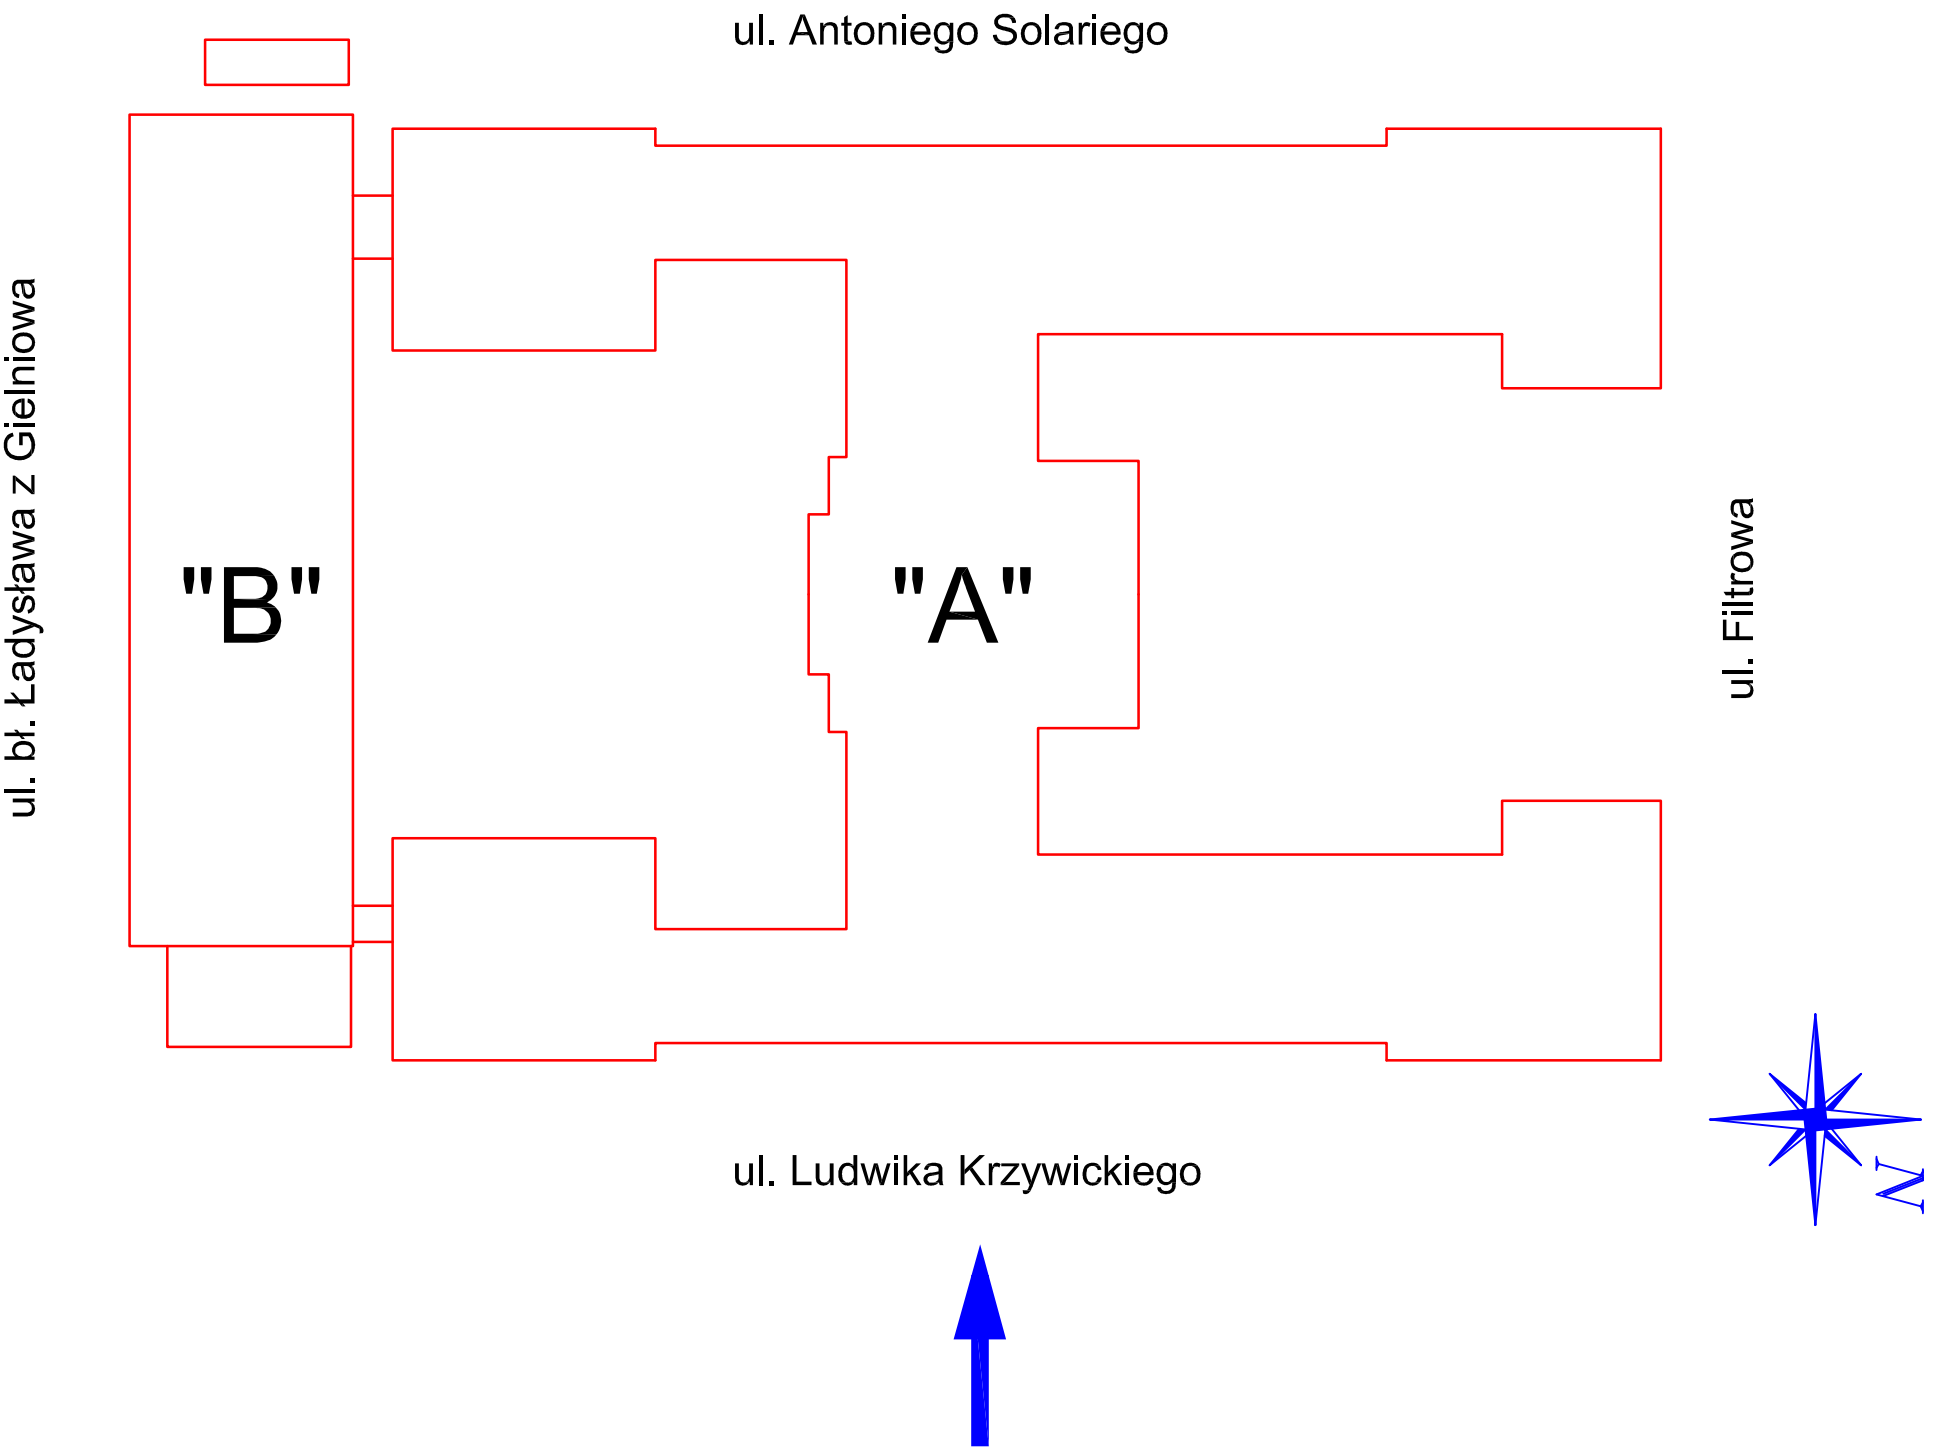 ul. Antoniego Solariego
ul. bł. Ładysława z Gielniowa
"B"
"A"
ul. Filtrowa
ul. Ludwika Krzywickiego
N